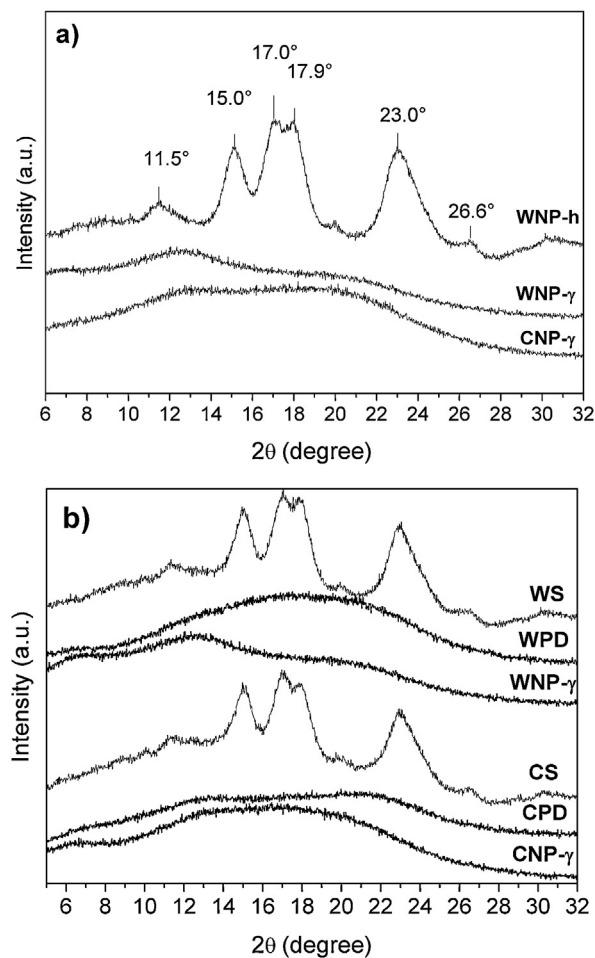 a)
17.0°
17.9°
15.0°
23.0°
11.5°
26.6°
WNP-h
WNP-γ
CNP-γ
Intensity (a.u.)
6 8 10 12 14 16 18 20 22 24 26 28 30 32
2θ (degree)
b)
WS
WPD
WNP-γ
CS
CPD
CNP-γ
Intensity (a.u.)
6 8 10 12 14 16 18 20 22 24 26 28 30 32
2θ (degree)